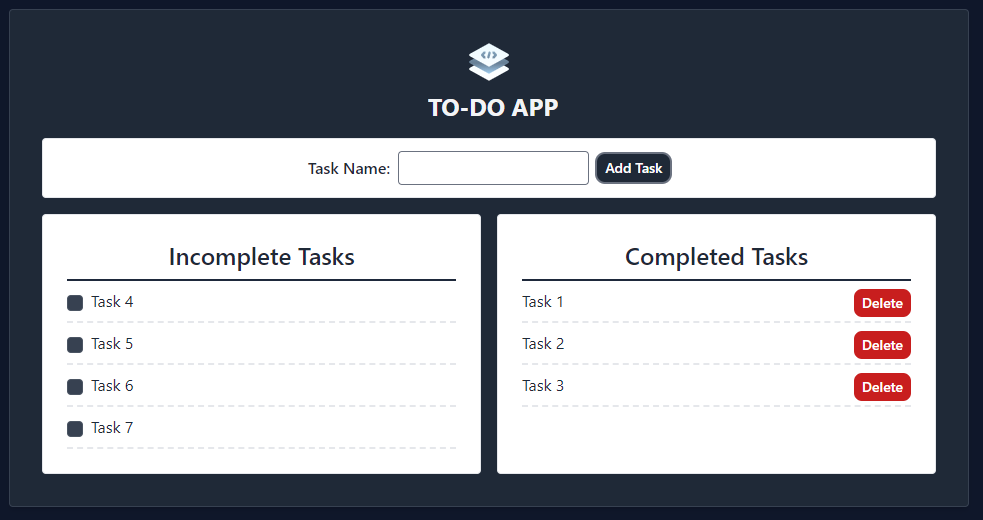 </>
TO-DO APP
Task Name: Add Task
Incomplete Tasks
Task 4
Task 5
Task 6
Task 7
Completed Tasks
Task 1 Delete
Task 2 Delete
Task 3 Delete